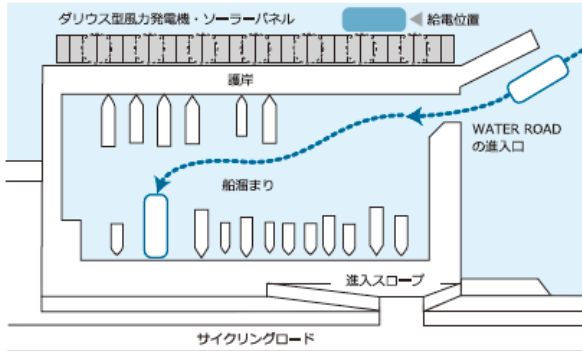 ダリウス型風力発電機・ソーラーパネル
給電位置
護岸
WATER ROAD
の進入口
船溜まり
進入スロープ
サイクリングロード